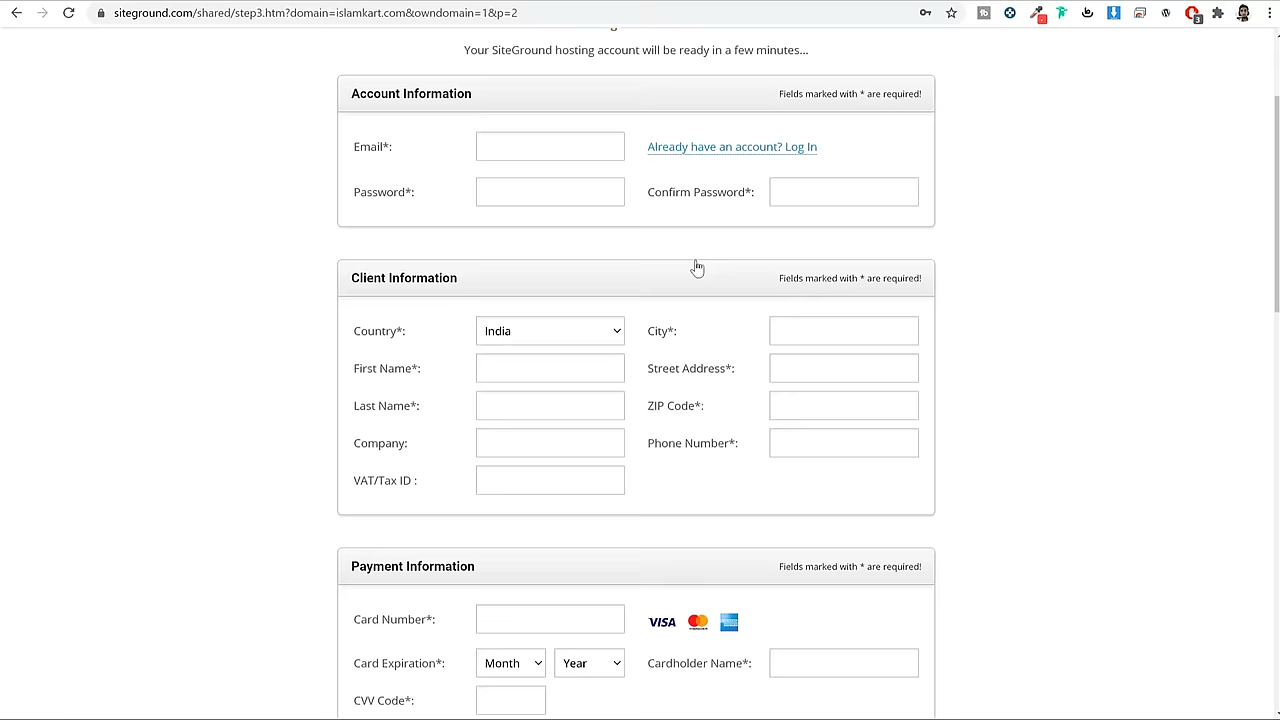 siteground.com/shared/step3.htm?domain=islamkart.com&owndomain=1&p=2
Your SiteGround hosting account will be ready in a few minutes...
Account Information Fields marked with * are required!
Email*: Already have an account? Log In
Password*: Confirm Password*:
Client Information Fields marked with * are required!
Country*: India City*:
First Name*: Street Address*:
Last Name*: ZIP Code*:
Company: Phone Number*:
VAT/Tax ID :
Payment Information Fields marked with * are required!
Card Number*: VISA
Card Expiration*: Month Year Cardholder Name*:
CVV Code*: